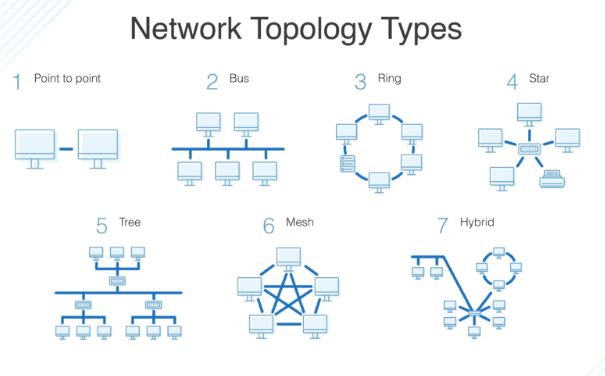 Network Topology Types
1 Point to point
2 Bus
3 Ring
4 Star
5 Tree
6 Mesh
7 Hybrid